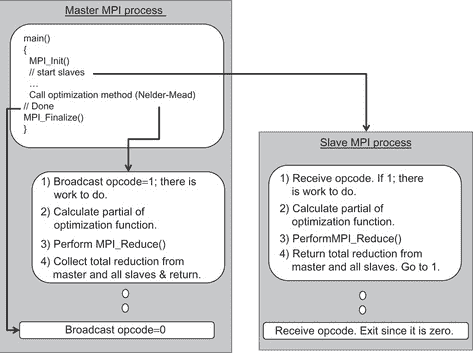 Master MPI process
main()
{
MPI_Init()
// start slaves
...
Call optimization method (Nelder-Mead)
// Done
MPI_Finalize()
}
1) Broadcast opcode=1; there is
work to do.
2) Calculate partial of
optimization function.
3) Perform MPI_Reduce()
4) Collect total reduction from
master and all slaves & return.
Broadcast opcode=0
Slave MPI process
1) Receive opcode. If 1; there
is work to do.
2) Calculate partial of
optimization function.
3) PerformMPI_Reduce()
4) Return total reduction from
master and all slaves. Go to 1.
Receive opcode. Exit since it is zero.